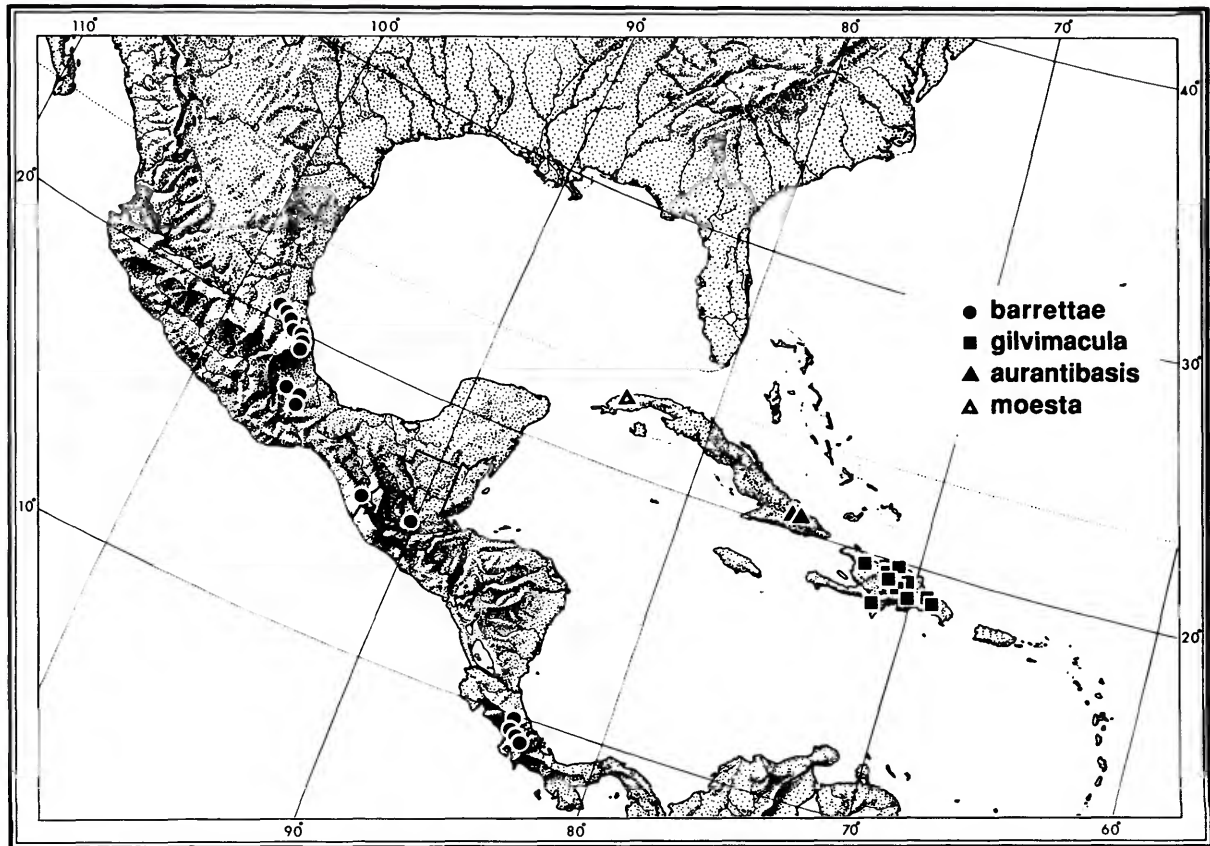 110° 100° 90° 80° 70°
40°
20°
● barrettae
■ gilvimacula
▲ aurantibasis
△ moesta
30°
10°
20°
90° 80° 70° 60°